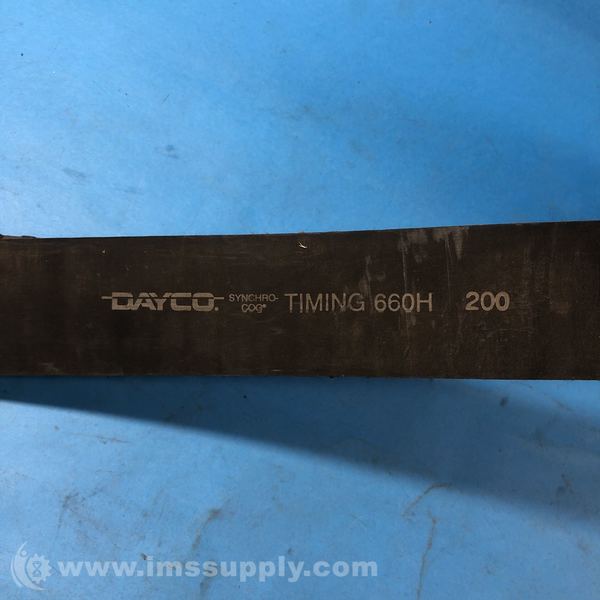 DAYCO. SYNCHRO-COG® TIMING 660H 200
www.imssupply.com